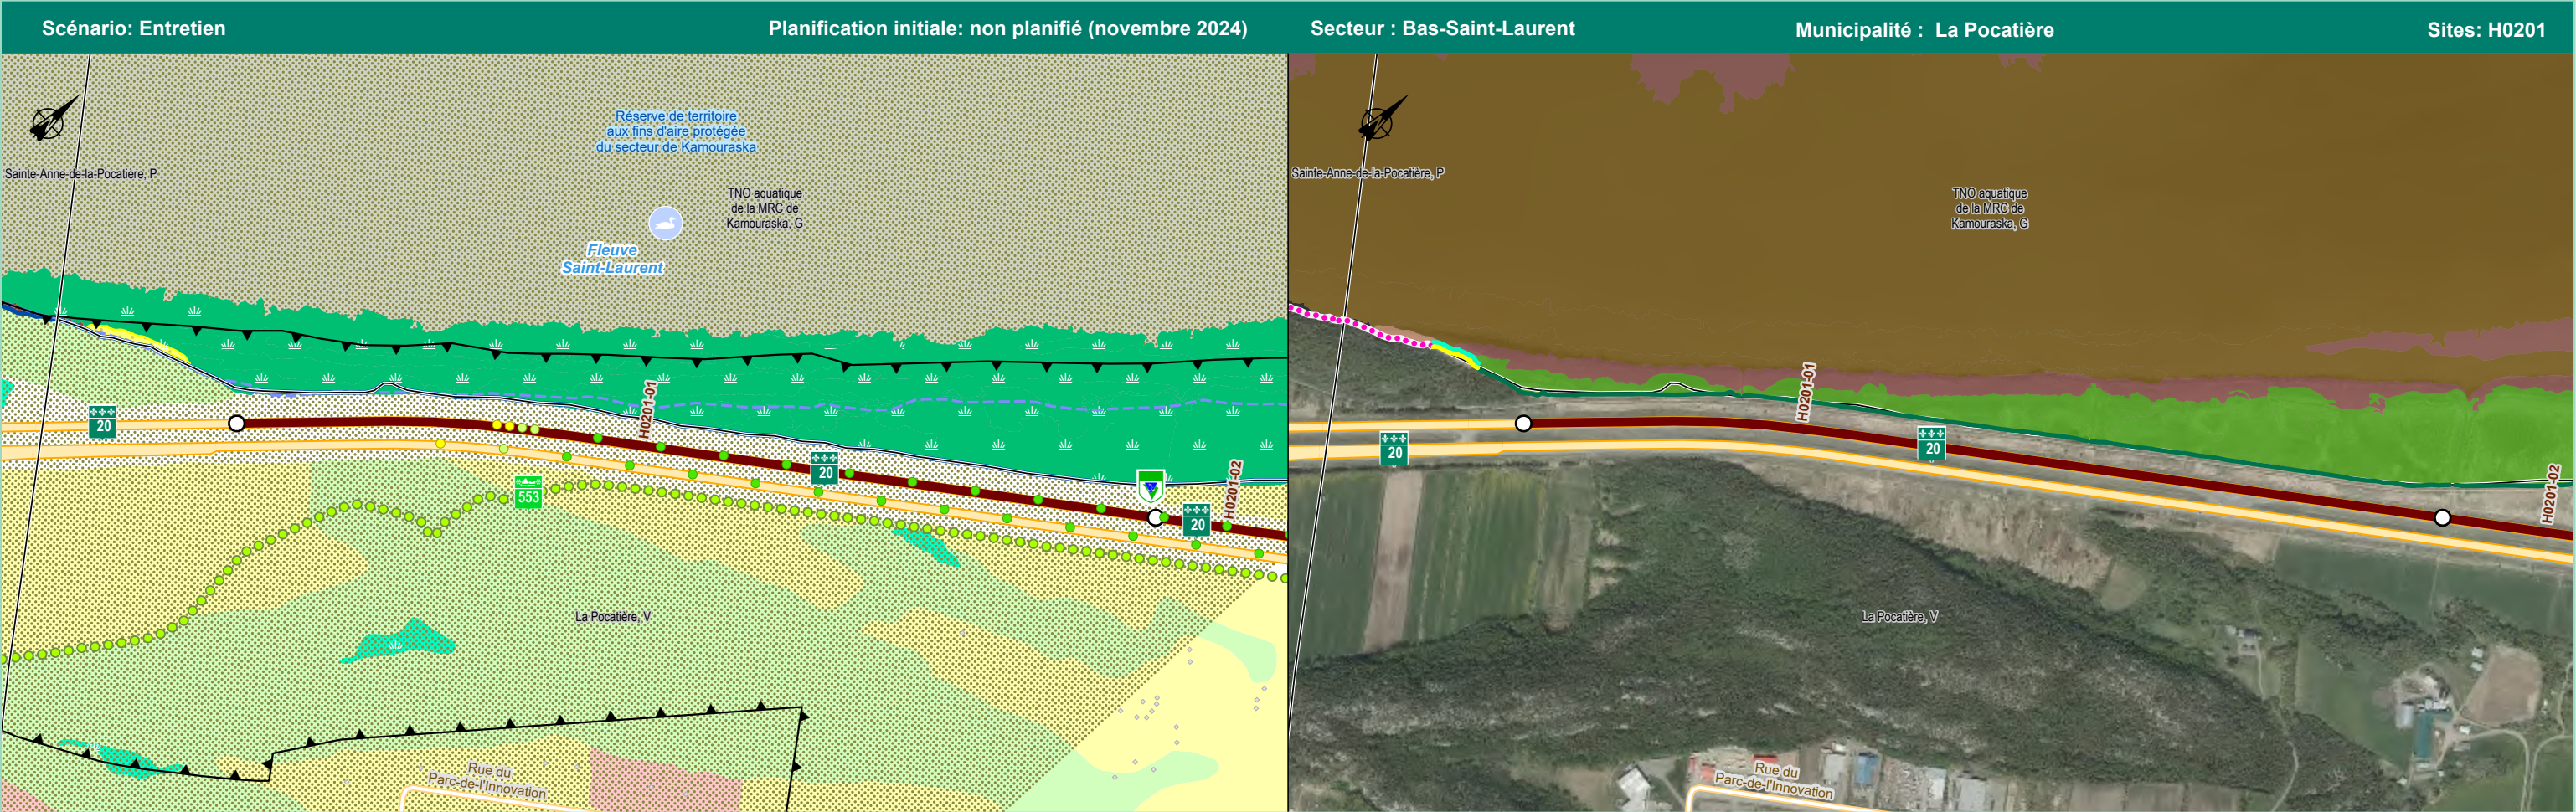 Scénario: Entretien
Planification initiale: non planifié (novembre 2024)
Secteur : Bas-Saint-Laurent
Municipalité : La Pocatière
Sites: H0201
Réserve de territoire
aux fins d'aire protégée
du secteur de Kamouraska
Sainte-Anne-de-la-Pocatière, P
TNO aquatique
de la MRC de
Kamouraska, G
Fleuve
Saint-Laurent
H0201-01
20
20
553
H0201-02
20
La Pocatière, V
Rue du
Parc-de-l'Innovation
Sainte-Anne-de-la-Pocatière, P
TNO aquatique
de la MRC de
Kamouraska, G
H0201-01
20
20
H0201-02
La Pocatière, V
Rue du
Parc-de-l'Innovation